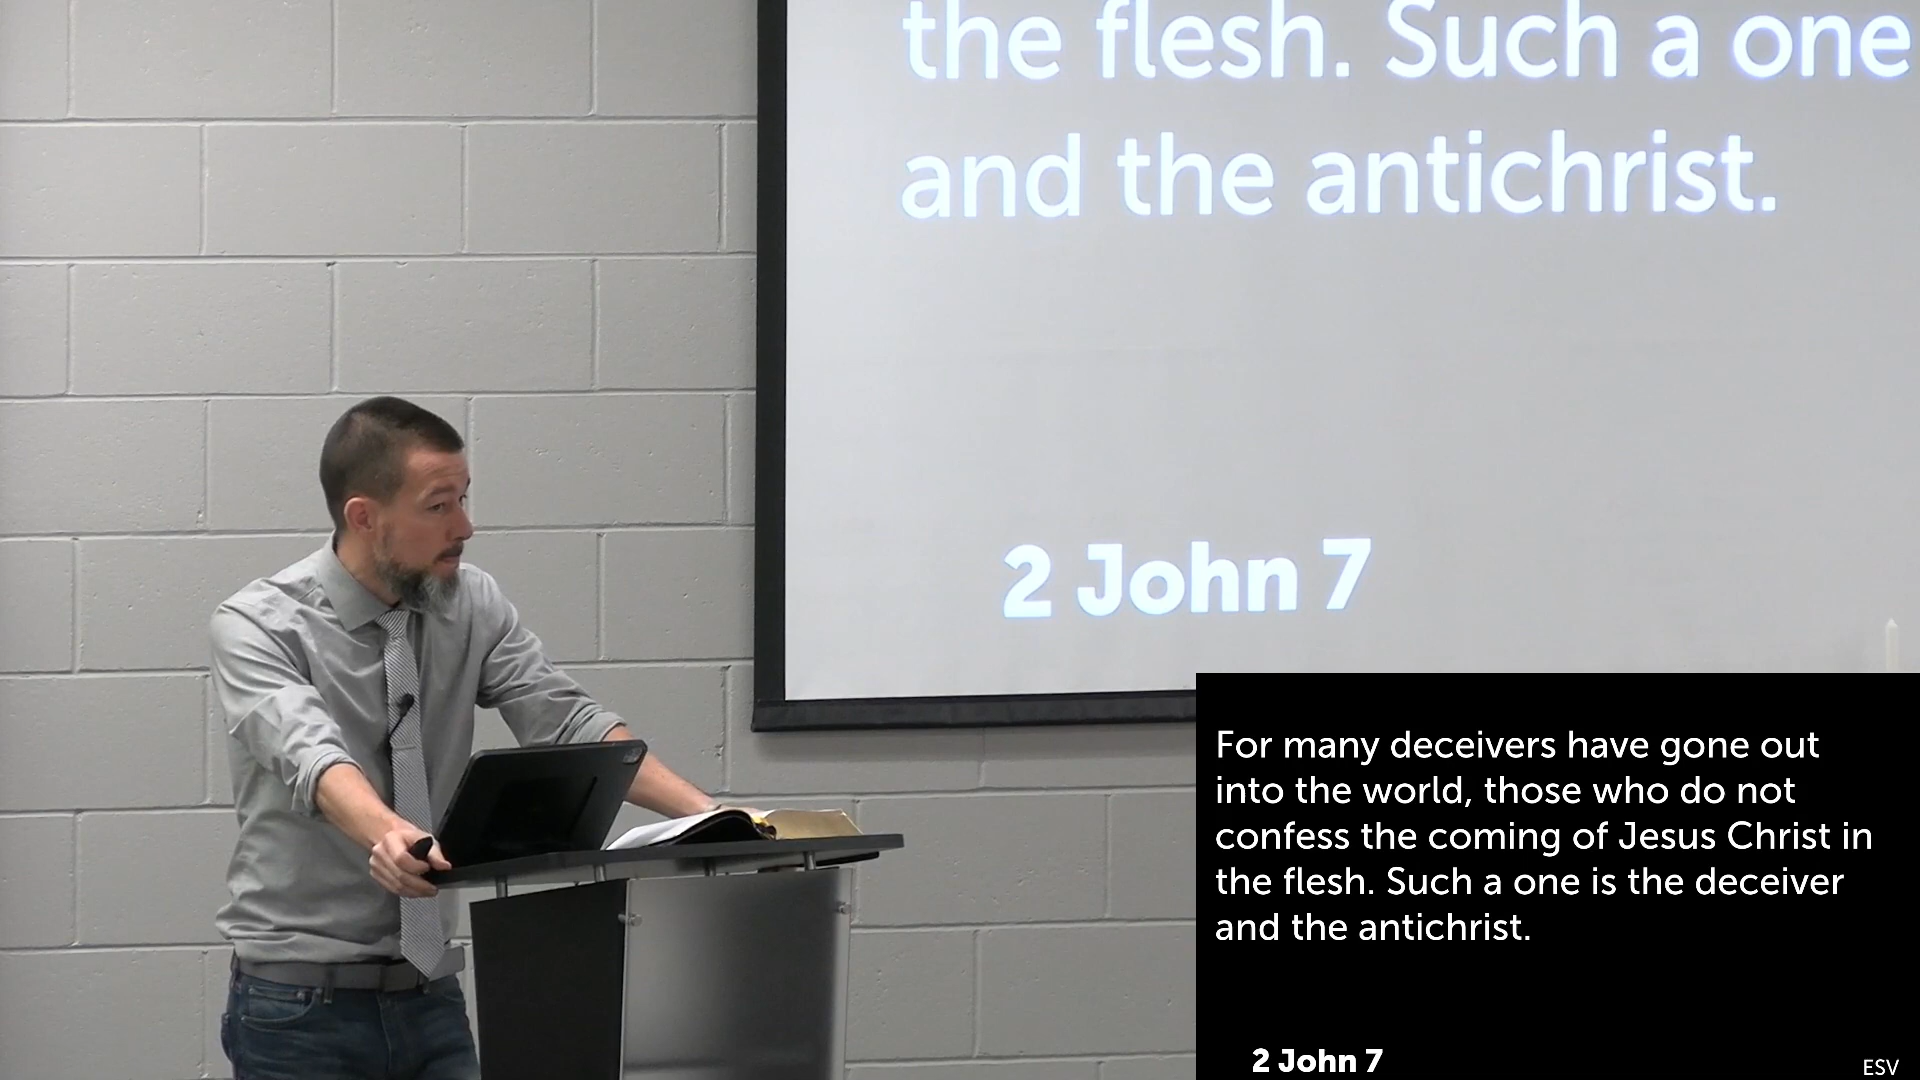 the flesh. Such a one
and the antichrist.
2 John 7
For many deceivers have gone out
into the world, those who do not
confess the coming of Jesus Christ in
the flesh. Such a one is the deceiver
and the antichrist.
2 John 7
ESV